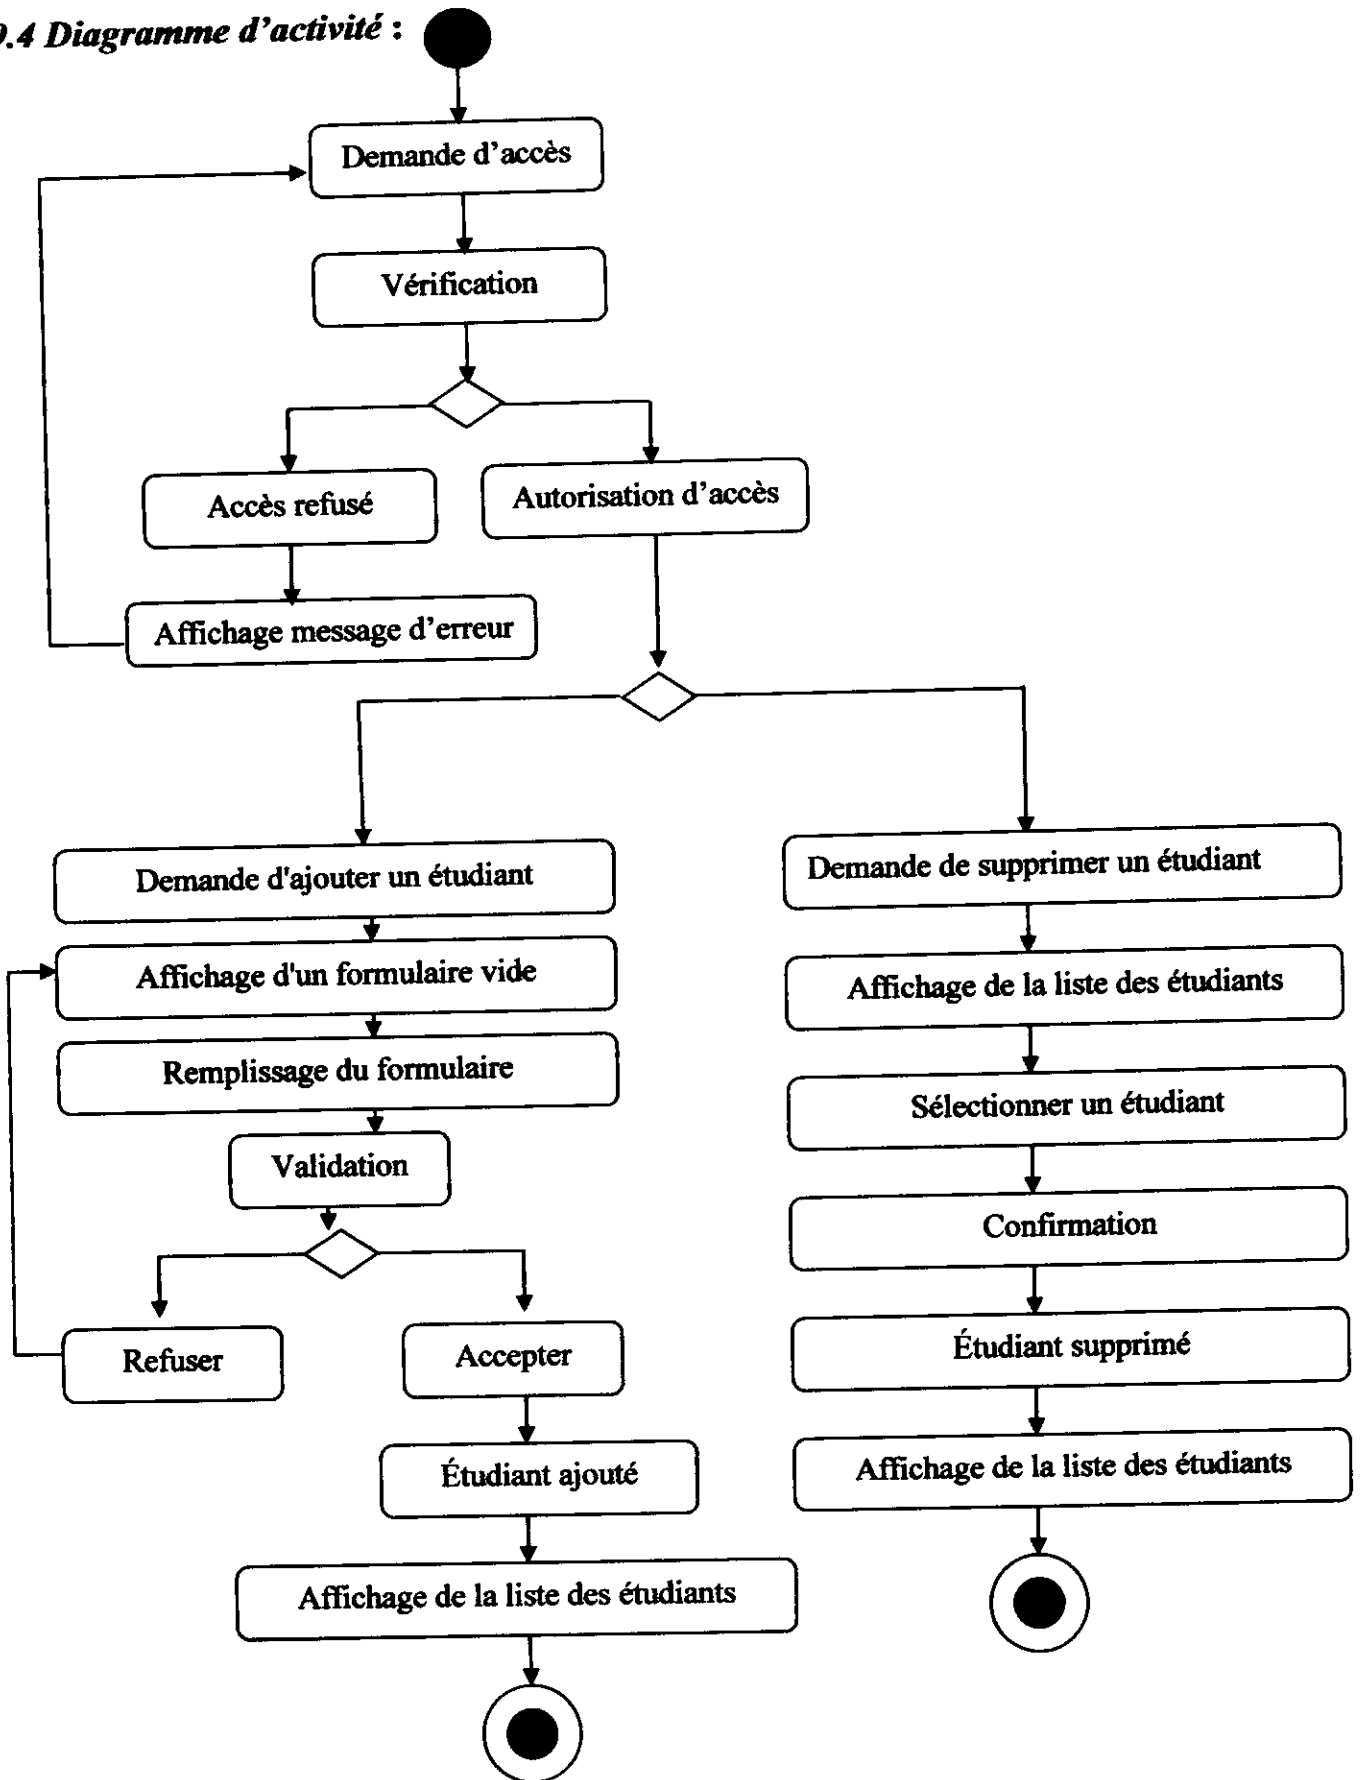 9.4 Diagramme d'activité :
Demande d'accès
Vérification
Accès refusé
Autorisation d'accès
Affichage message d'erreur
Demande d'ajouter un étudiant
Demande de supprimer un étudiant
Affichage d'un formulaire vide
Affichage de la liste des étudiants
Remplissage du formulaire
Sélectionner un étudiant
Validation
Confirmation
Refuser
Accepter
Étudiant supprimé
Étudiant ajouté
Affichage de la liste des étudiants
Affichage de la liste des étudiants